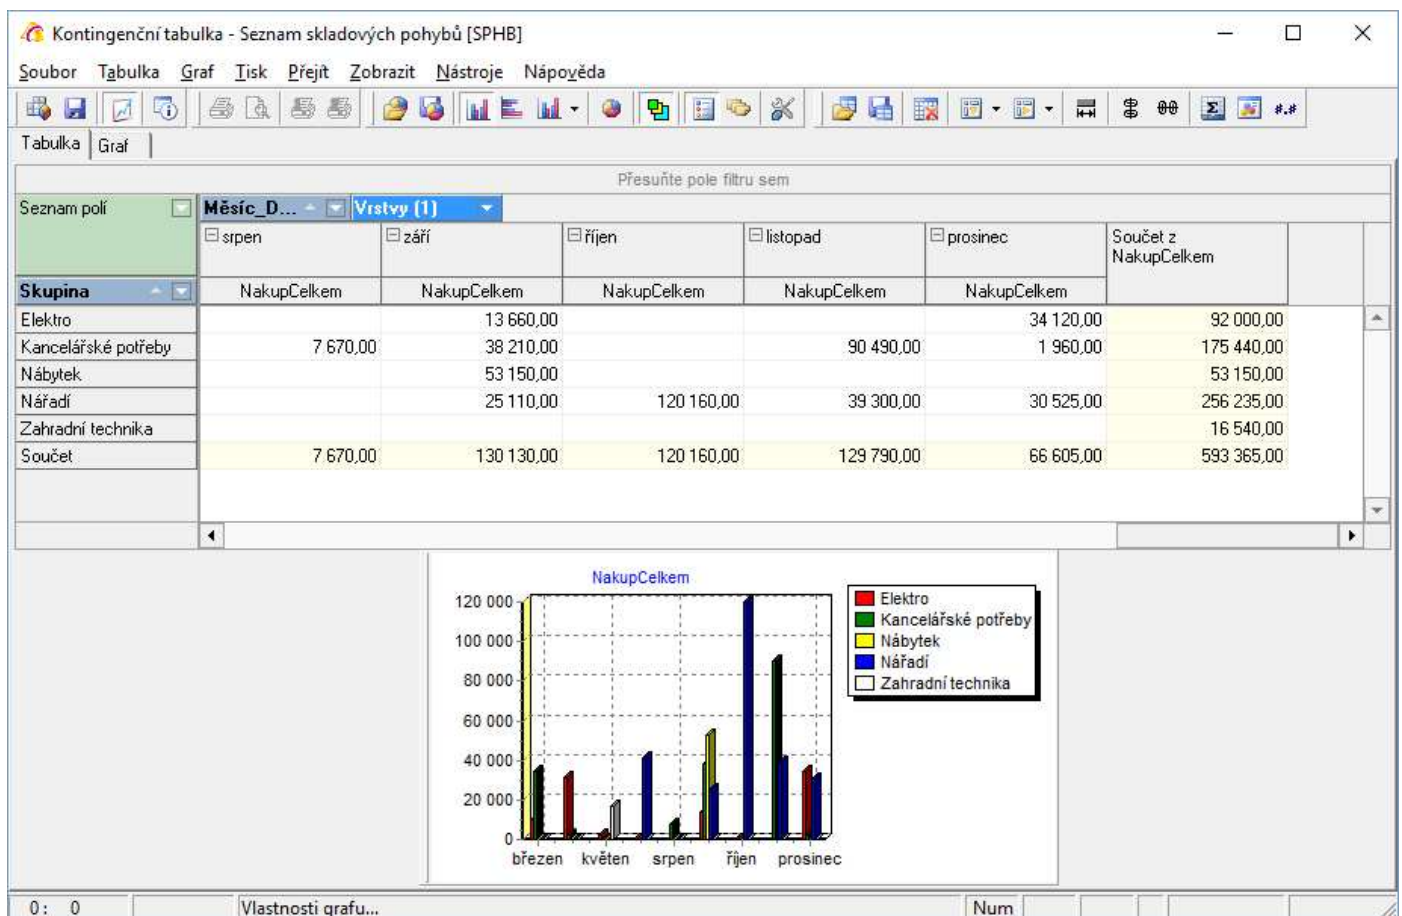 Kontingenční tabulka - Seznam skladových pohybů [SPHB]
Soubor Tabulka Graf Tisk Přejít Zobrazit Nástroje Nápověda
Tabulka Graf
Přesuňte pole filtru sem
Seznam polí Měsíc_D... Vrstvy (1)
srpen září říjen listopad prosinec Součet z
NakupCelkem
Skupina NakupCelkem NakupCelkem NakupCelkem NakupCelkem NakupCelkem
Elektro 13 660,00 34 120,00 92 000,00
Kancelářské potřeby 7 670,00 38 210,00 90 490,00 1 960,00 175 440,00
Nábytek 53 150,00 53 150,00
Nářadí 25 110,00 120 160,00 39 300,00 30 525,00 256 235,00
Zahradní technika 16 540,00
Součet 7 670,00 130 130,00 120 160,00 129 790,00 66 605,00 593 365,00
NakupCelkem
120 000
100 000
80 000
60 000
40 000
20 000
0
březen květen srpen říjen prosinec
Elektro
Kancelářské potřeby
Nábytek
Nářadí
Zahradní technika
0: 0 Vlastnosti grafu... Num